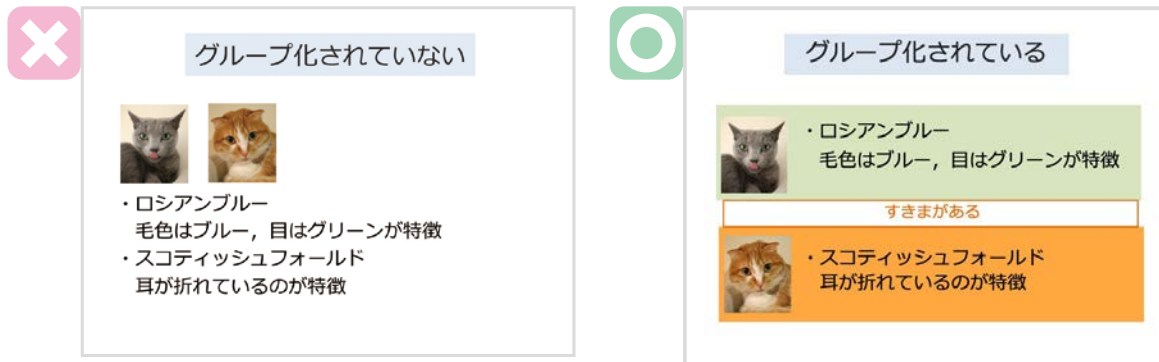 グループ化されていない
・ロシアンブルー
毛色はブルー，目はグリーンが特徴
・スコティッシュフォールド
耳が折れているのが特徴
グループ化されている
・ロシアンブルー
毛色はブルー，目はグリーンが特徴
すきまがある
・スコティッシュフォールド
耳が折れているのが特徴